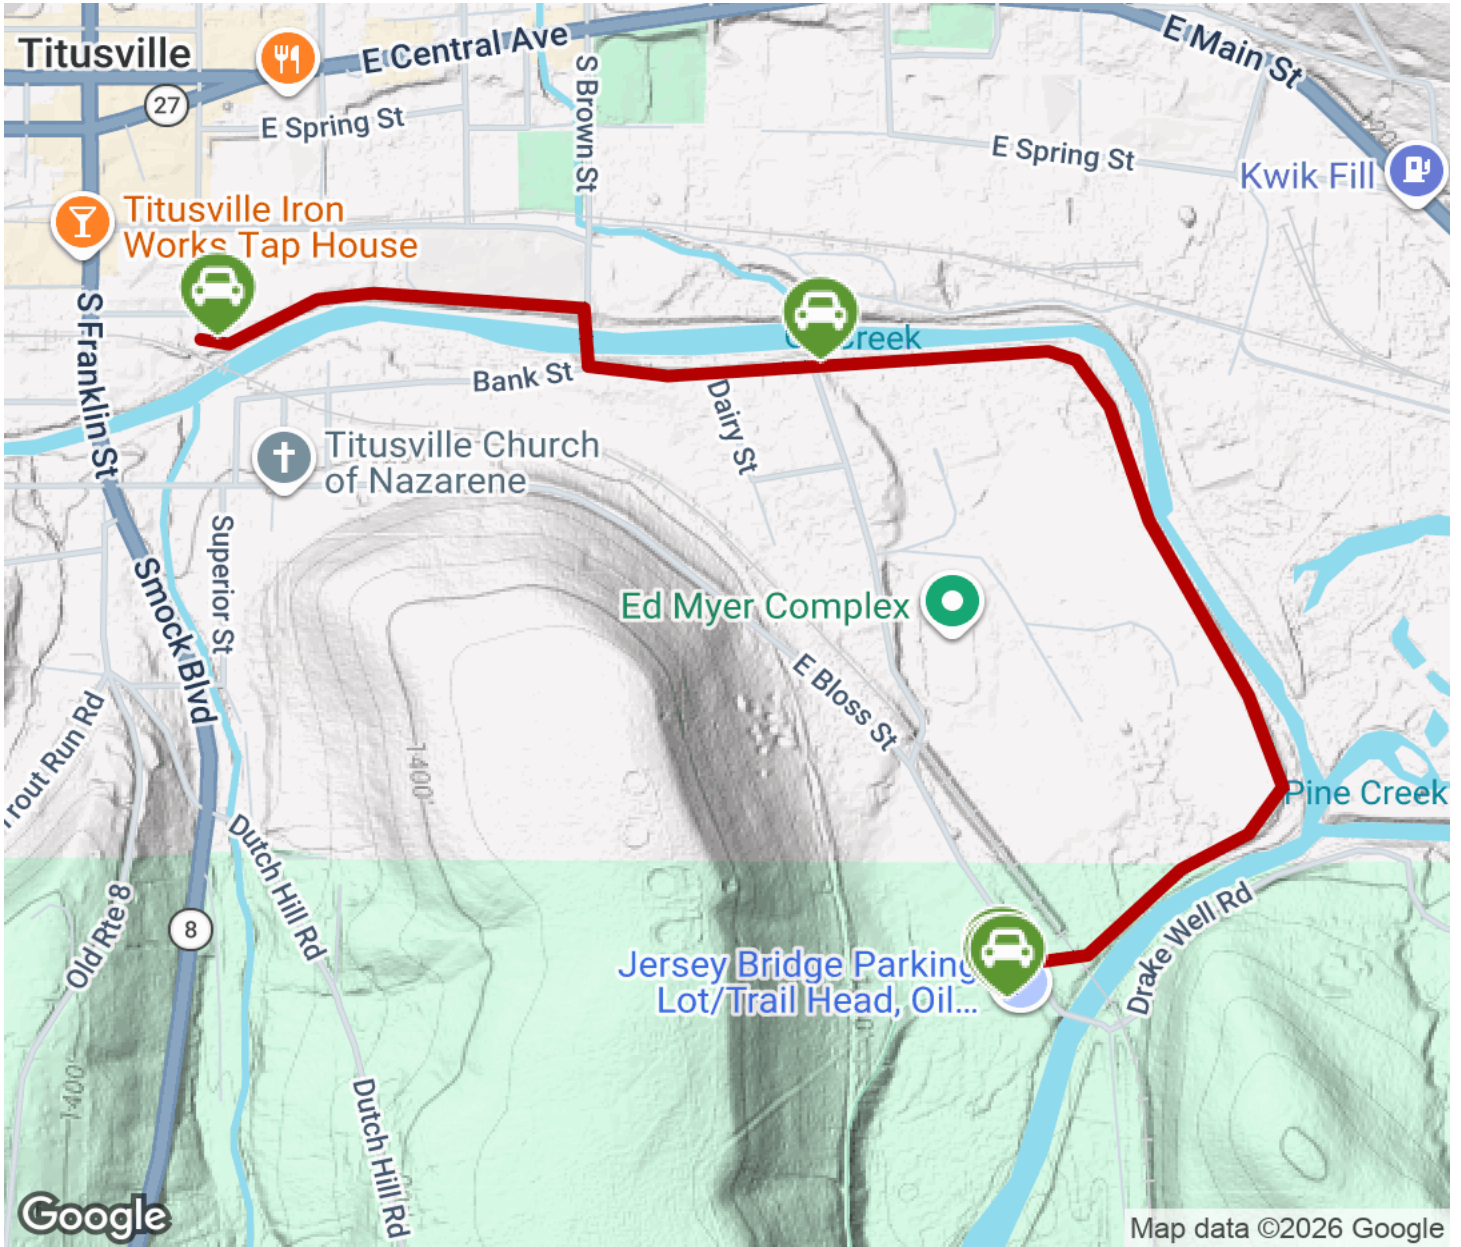 Titusville
E Central Ave
E Main St
27
E Spring St
S Brown St
E Spring St
Kwik Fill
Titusville Iron
Works Tap House
S Franklin St
Creek
Bank St
Dairy St
Titusville Church
of Nazarene
Superior St
Smock Blvd
Ed Myer Complex
E Bloss St
1400'
Trout Run Rd
Pine Creek
Dutch Hill Rd
Old Rte 8
8
Drake Well Rd
Jersey Bridge Parking
Lot/Trail Head, Oil...
1400'
Dutch Hill Rd
Google
Map data ©2026 Google